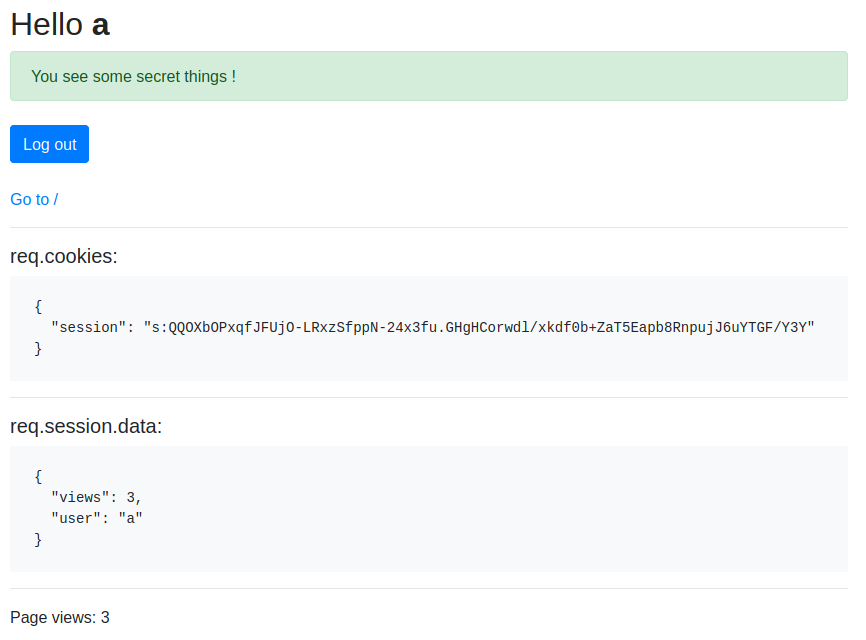 Hello a
You see some secret things !
Log out
Go to /
req.cookies:
{
  "session": "s:QQOXbOPxqfJFUjO-LRxzSfppN-24x3fu.GHgHCorwdl/xkdf0b+ZaT5Eapb8RnpujJ6uYTGF/Y3Y"
}
req.session.data:
{
  "views": 3,
  "user": "a"
}
Page views: 3